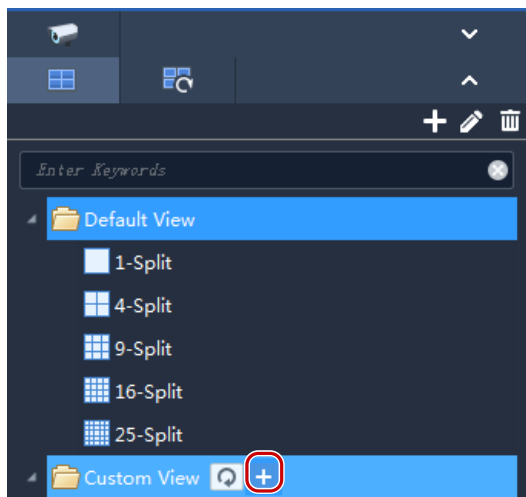 Enter Keywords
Default View
1-Split
4-Split
9-Split
16-Split
25-Split
Custom View